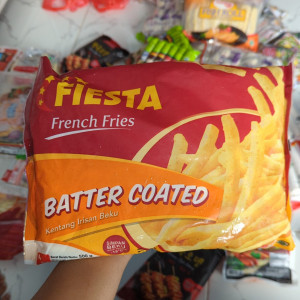 FIESTA
French Fries
BATTER COATED
Kentang Irisan Beku